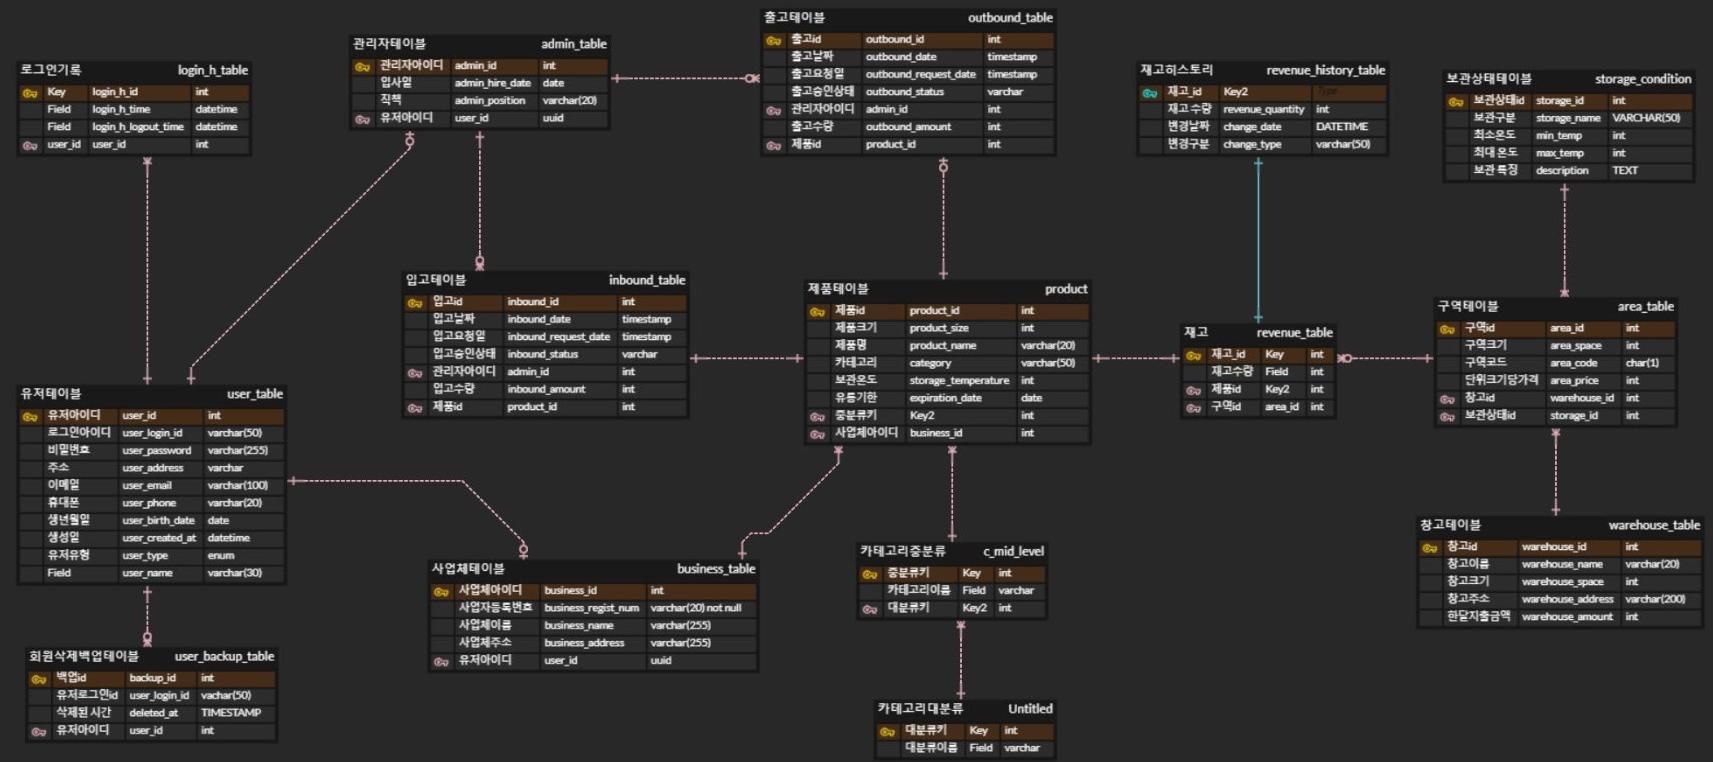 출고테이블 outbound_table
출고id outbound_id int
출고날짜 outbound_date timestamp
출고요청일 outbound_request_date timestamp
출고승인상태 outbound_status varchar
관리자아이디 admin_id int
출고수량 outbound_amount int
제품id product_id int
관리자테이블 admin_table
관리자아이디 admin_id int
입사일 admin_hire_date date
직책 admin_position varchar(20)
유저아이디 user_id uuid
로그인기록 login_h_table
Key login_h_id int
Field login_h_time datetime
Field login_h_logout_time datetime
user_id user_id int
재고히스토리 revenue_history_table
재고_id Key2 Type
재고수량 revenue_quantity int
변경날짜 change_date DATETIME
변경구분 change_type varchar(50)
보관상태테이블 storage_condition
보관상태id storage_id int
보관구분 storage_name VARCHAR(50)
최소온도 min_temp int
최대 온도 max_temp int
보관 특징 description TEXT
입고테이블 inbound_table
입고id inbound_id int
입고날짜 inbound_date timestamp
입고요청일 inbound_request_date timestamp
입고승인상태 inbound_status varchar
관리자아이디 admin_id int
입고수량 inbound_amount int
제품id product_id int
제품테이블 product
제품id product_id int
제품크기 product_size int
제품명 product_name varchar(20)
카테고리 category varchar(50)
보관온도 storage_temperature int
유통기한 expiration_date date
중분류키 Key2 int
사업체아이디 business_id int
재고 revenue_table
재고_id Key int
재고수량 Field int
제품id Key2 int
구역id area_id int
구역테이블 area_table
구역id area_id int
구역크기 area_space int
구역코드 area_code char(1)
단위크기당가격 area_price int
창고id warehouse_id int
보관상태id storage_id int
유저테이블 user_table
유저아이디 user_id int
로그인아이디 user_login_id varchar(50)
비밀번호 user_password varchar(255)
주소 user_address varchar
이메일 user_email varchar(100)
휴대폰 user_phone varchar(20)
생년월일 user_birth_date date
생성일 user_created_at datetime
유저유형 user_type enum
Field user_name varchar(30)
사업체테이블 business_table
사업체아이디 business_id int
사업자등록번호 business_regist_num varchar(20) not null
사업체이름 business_name varchar(255)
사업체주소 business_address varchar(255)
유저아이디 user_id uuid
카테고리중분류 c_mid_level
중분류키 Key int
카테고리이름 Field varchar
대분류키 Key2 int
창고테이블 warehouse_table
창고id warehouse_id int
창고이름 warehouse_name varchar(20)
창고크기 warehouse_space int
창고주소 warehouse_address varchar(200)
한달지출금액 warehouse_amount int
회원삭제백업테이블 user_backup_table
백업id backup_id int
유저로그인id user_login_id vachar(50)
삭제된 시간 deleted_at TIMESTAMP
유저아이디 user_id int
카테고리대분류 Untitled
대분류키 Key int
대분류이름 Field varchar